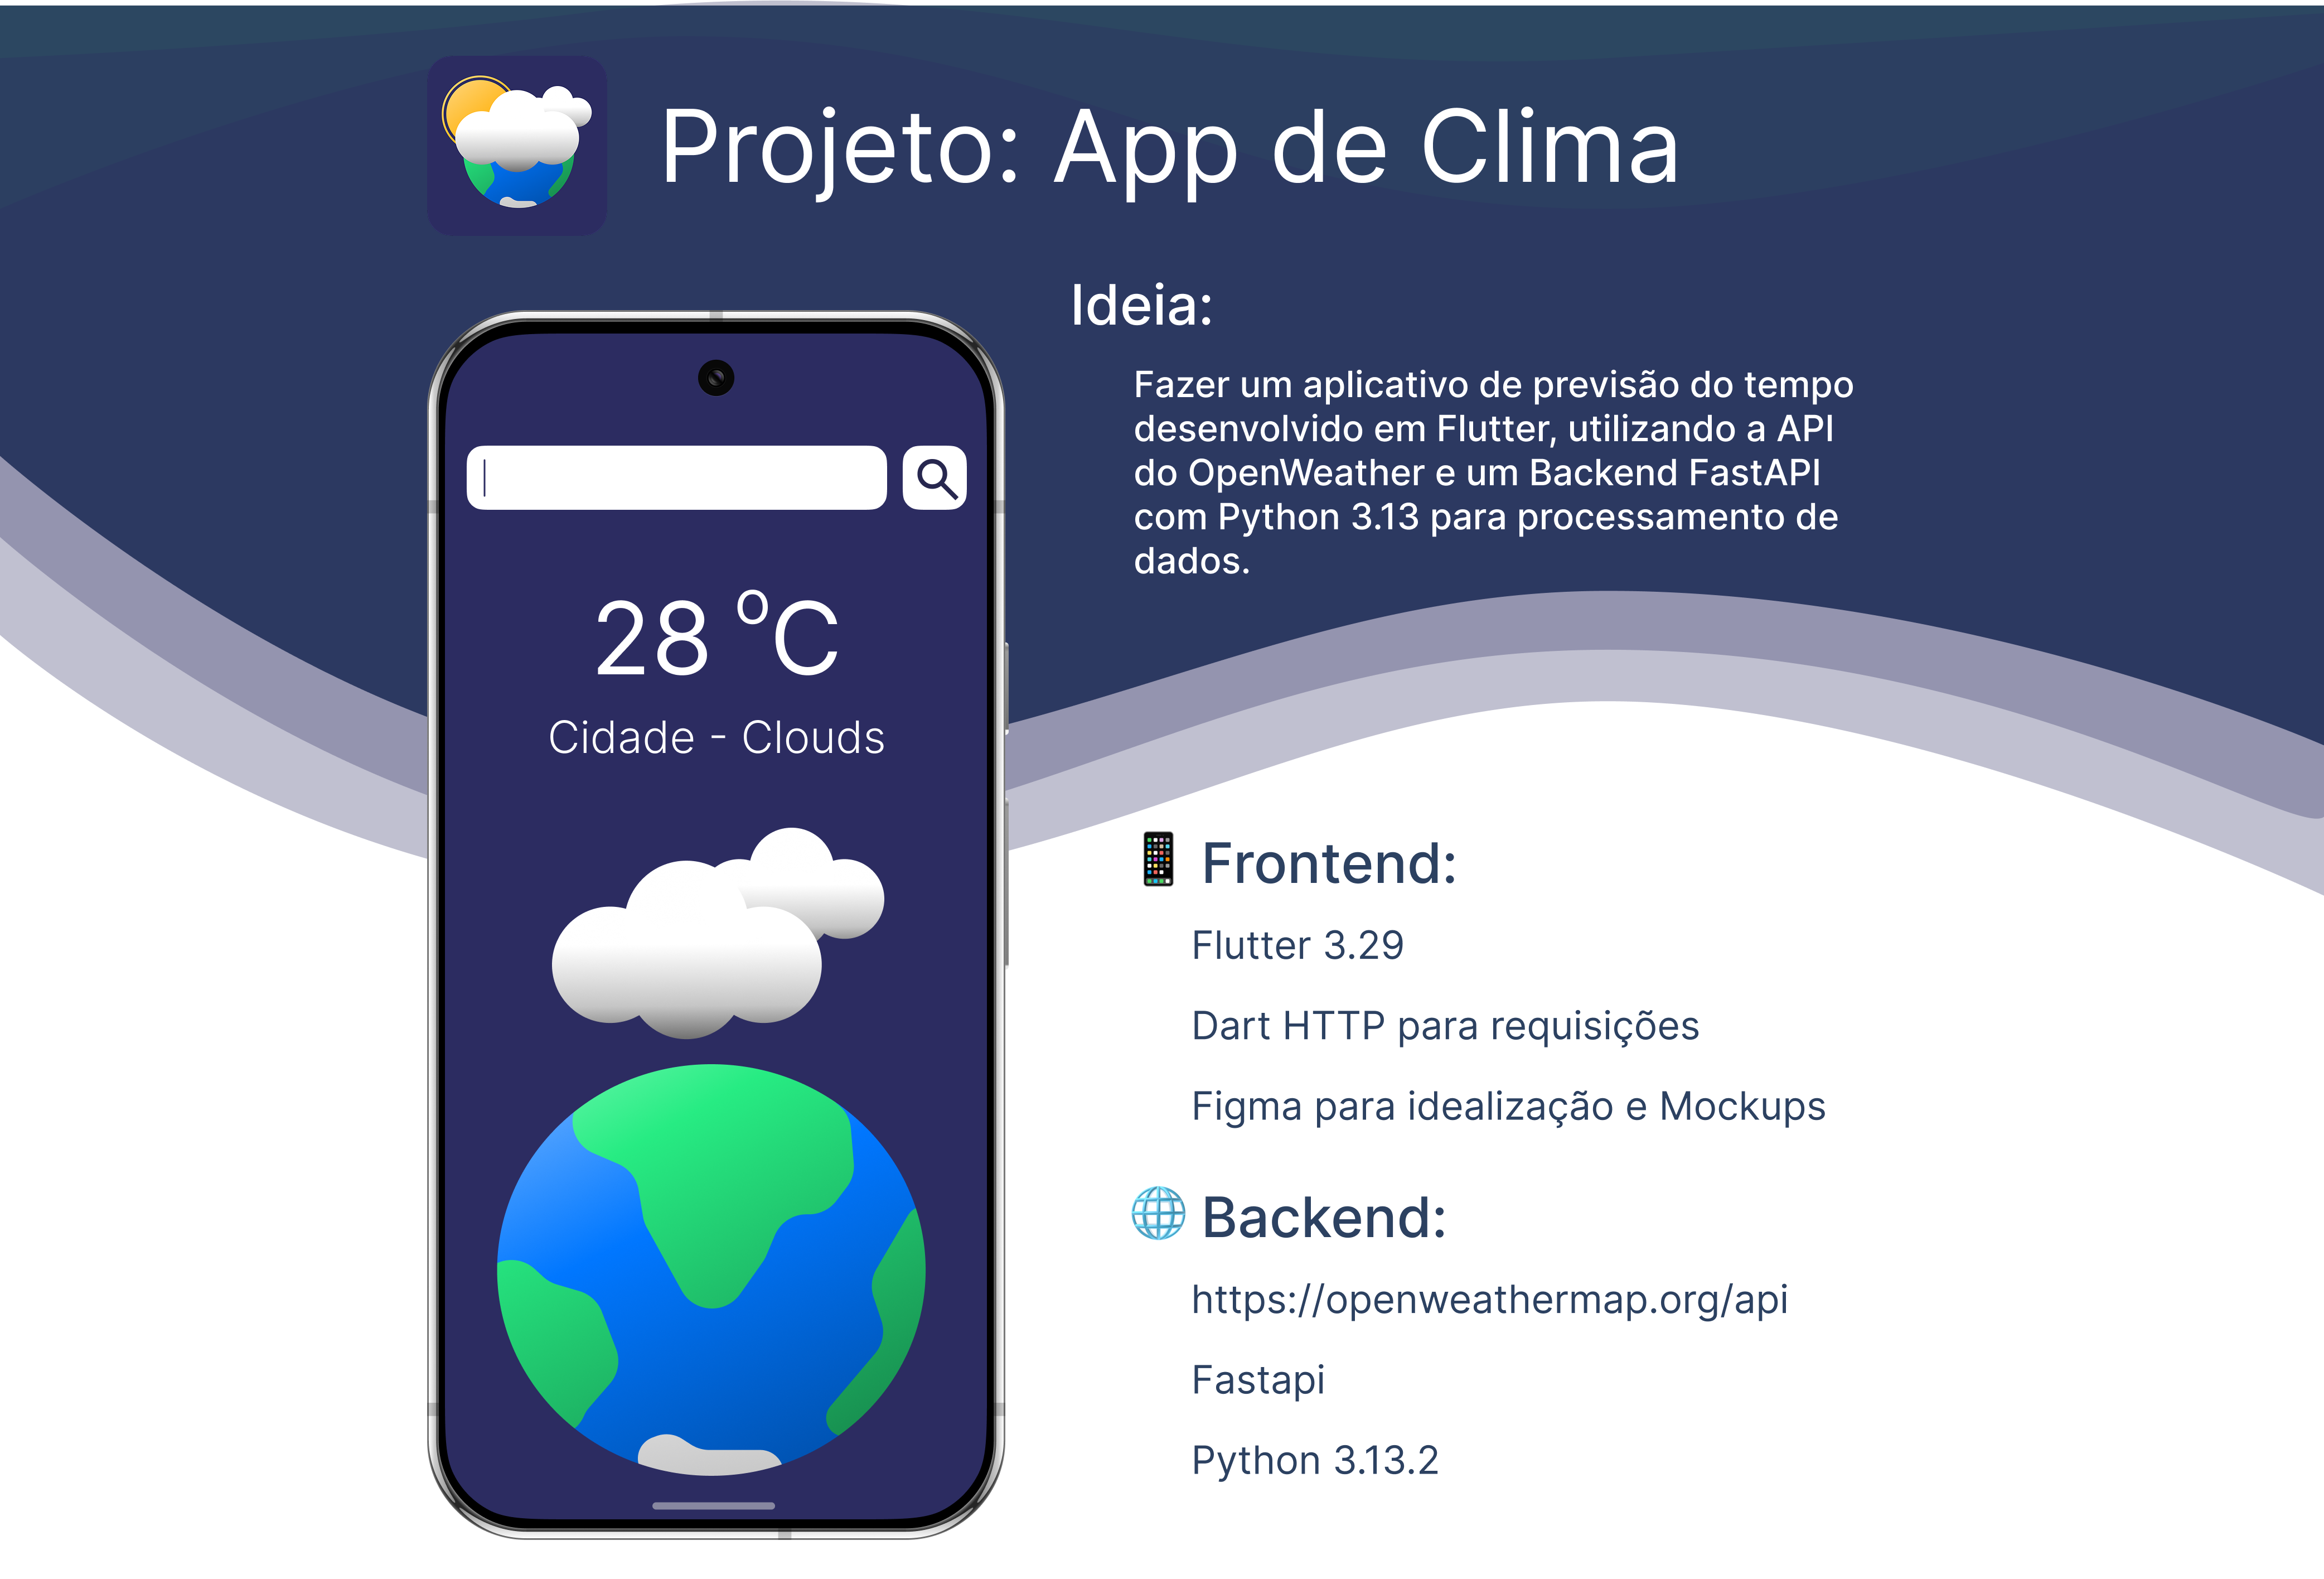 Projeto: App de Clima
Ideia:
Fazer um aplicativo de previsão do tempo
desenvolvido em Flutter, utilizando a API
do OpenWeather e um Backend FastAPI
com Python 3.13 para processamento de
dados.
28 ºC
Cidade - Clouds
Frontend:
Flutter 3.29
Dart HTTP para requisições
Figma para idealização e Mockups
Backend:
https://openweathermap.org/api
Fastapi
Python 3.13.2